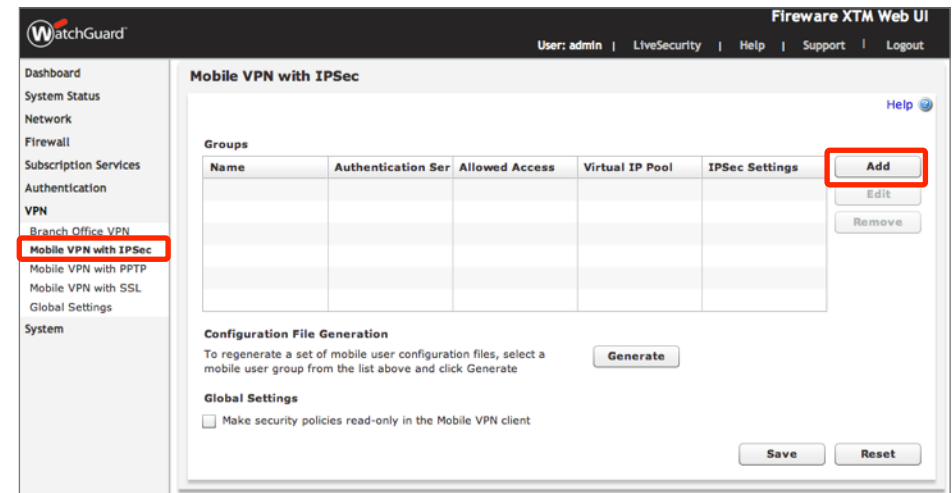 Fireware XTM Web UI
WatchGuard
User: admin | LiveSecurity | Help | Support | Logout
Dashboard
System Status
Network
Firewall
Subscription Services
Authentication
VPN
Branch Office VPN
Mobile VPN with IPSec
Mobile VPN with PPTP
Mobile VPN with SSL
Global Settings
System
Mobile VPN with IPSec
Help
Groups
Name Authentication Ser Allowed Access Virtual IP Pool IPSec Settings
Add
Edit
Remove
Configuration File Generation
To regenerate a set of mobile user configuration files, select a
mobile user group from the list above and click Generate
Generate
Global Settings
Make security policies read-only in the Mobile VPN client
Save Reset